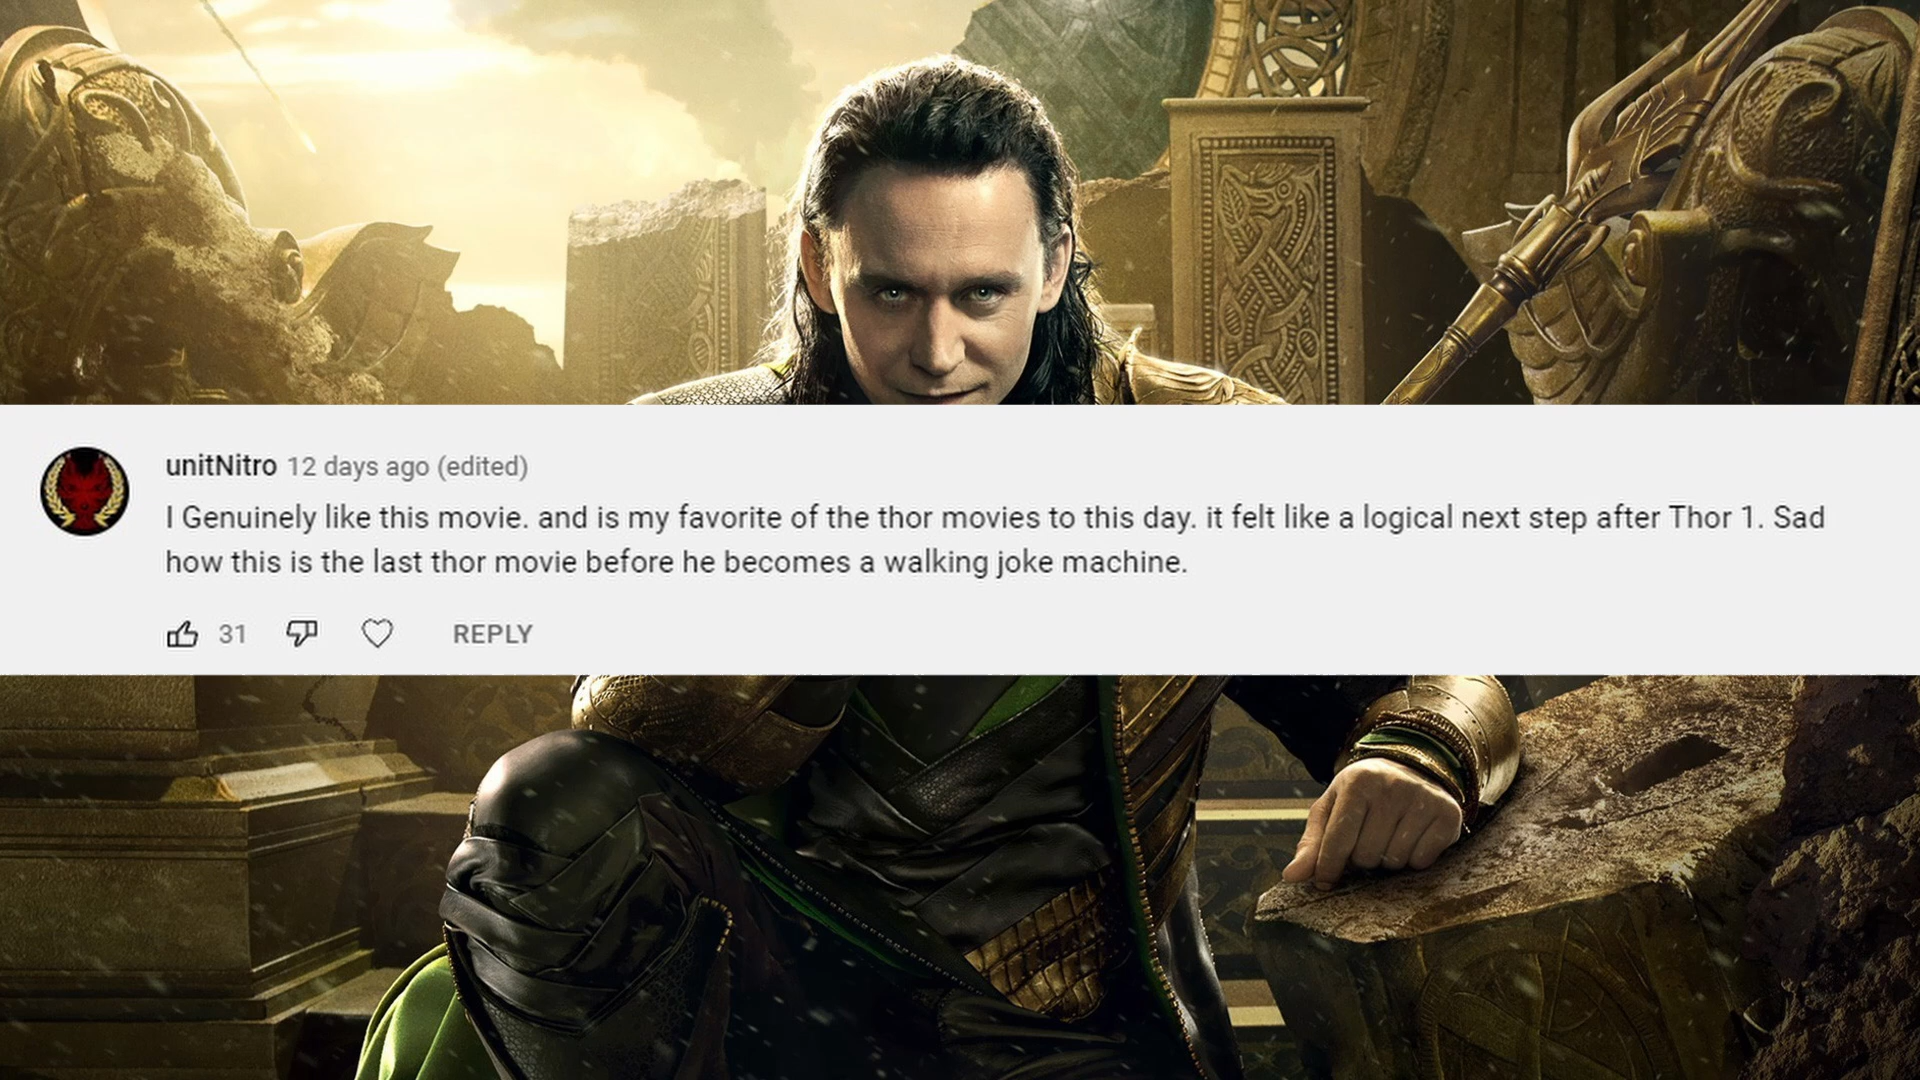 unitNitro 12 days ago (edited)
I Genuinely like this movie. and is my favorite of the thor movies to this day. it felt like a logical next step after Thor 1. Sad
how this is the last thor movie before he becomes a walking joke machine.
31 REPLY